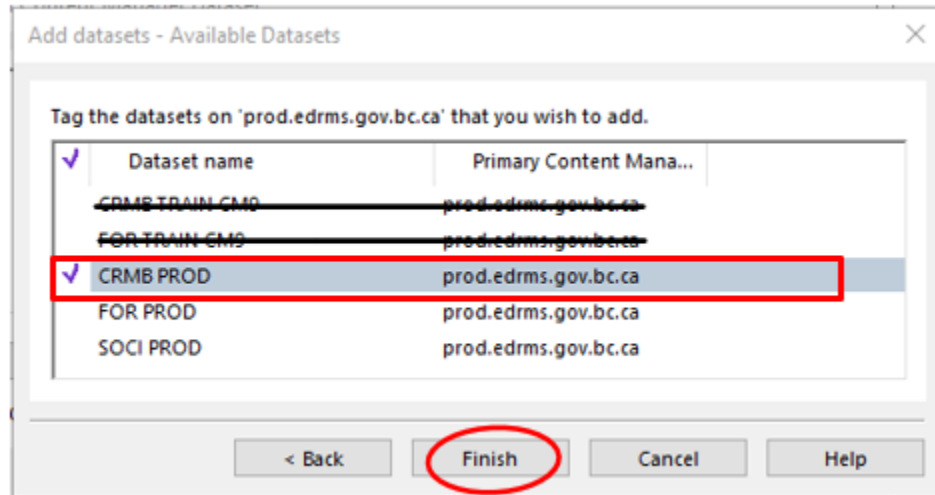 Add datasets - Available Datasets
Tag the datasets on 'prod.edrms.gov.bc.ca' that you wish to add.
Dataset name Primary Content Mana...
CRMB TRAIN CM9 prod.edrms.gov.bc.ca
FOR TRAIN CM9 prod.edrms.gov.bc.ca
CRMB PROD prod.edrms.gov.bc.ca
FOR PROD prod.edrms.gov.bc.ca
SOCI PROD prod.edrms.gov.bc.ca
< Back Finish Cancel Help